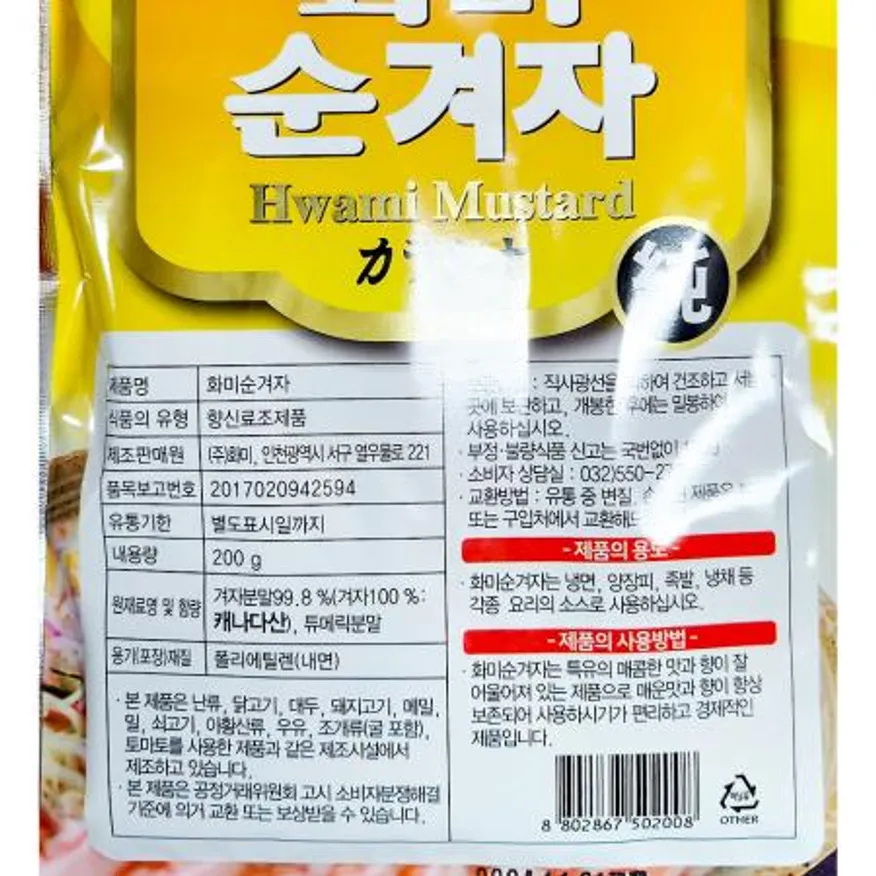 순겨자
Hwami Mustard
純
제품명 화미순겨자
식품의 유형 향신료조제품
제조판매원 (주)화미, 인천광역시 서구 열우물로 221
품목보고번호 2017020942594
유통기한 별도표시일까지
내용량 200 g
원재료명 및 함량 겨자분말99.8 %(겨자100 %:
캐나다산), 튜메릭분말
용기(포장)재질 폴리에틸렌(내면)
· 본 제품은 난류, 닭고기, 대두, 돼지고기, 메밀,
밀, 쇠고기, 아황산류, 우유, 조개류(굴 포함),
토마토를 사용한 제품과 같은 제조시설에서
제조하고 있습니다.
· 본 제품은 공정거래위원회 고시 소비자분쟁해결
기준에 의거 교환 또는 보상받을 수 있습니다.
: 직사광선을 건조하고
곳에 보관하고, 개봉한 후에는 밀봉하여
사용하십시오.
· 부정·불량식품 신고는 국번없이
· 소비자 상담실 : 032)550-
· 교환방법 : 유통 중 변질, 제품은
또는 구입처에서
- 제품의 용도 -
· 화미순겨자는 냉면, 양장피, 족발, 냉채 등
각종 요리의 소스로 사용하십시오.
- 제품의 사용방법 -
· 화미순겨자는 특유의 매콤한 맛과 향이 잘
어울어져 있는 제품으로 매운맛과 향이 항상
보존되어 사용하시기가 편리하고 경제적인
제품입니다.
8 802867 502008
OTHER